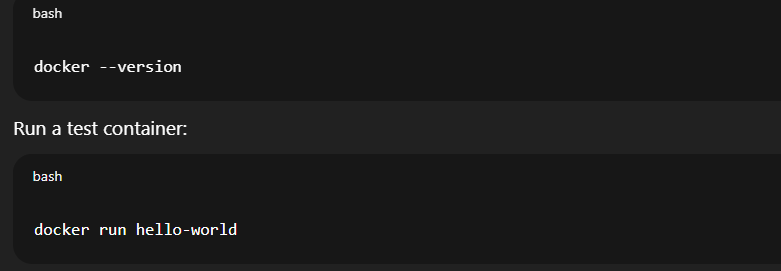 bash
docker --version
Run a test container:
bash
docker run hello-world